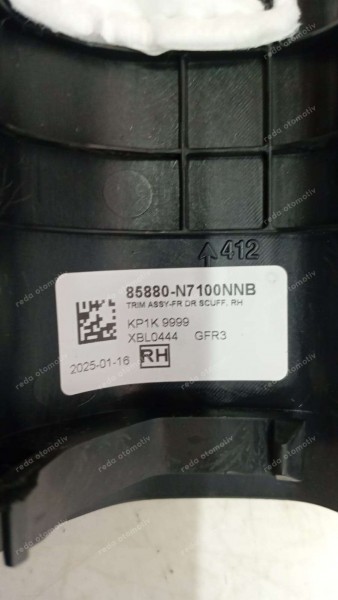 412
85880-N7100NNB
TRIM ASSY-FR DR SCUFF. RH
KP1K 9999
XBL0444 GFR3
2025-01-16 RH
redo otomotiv